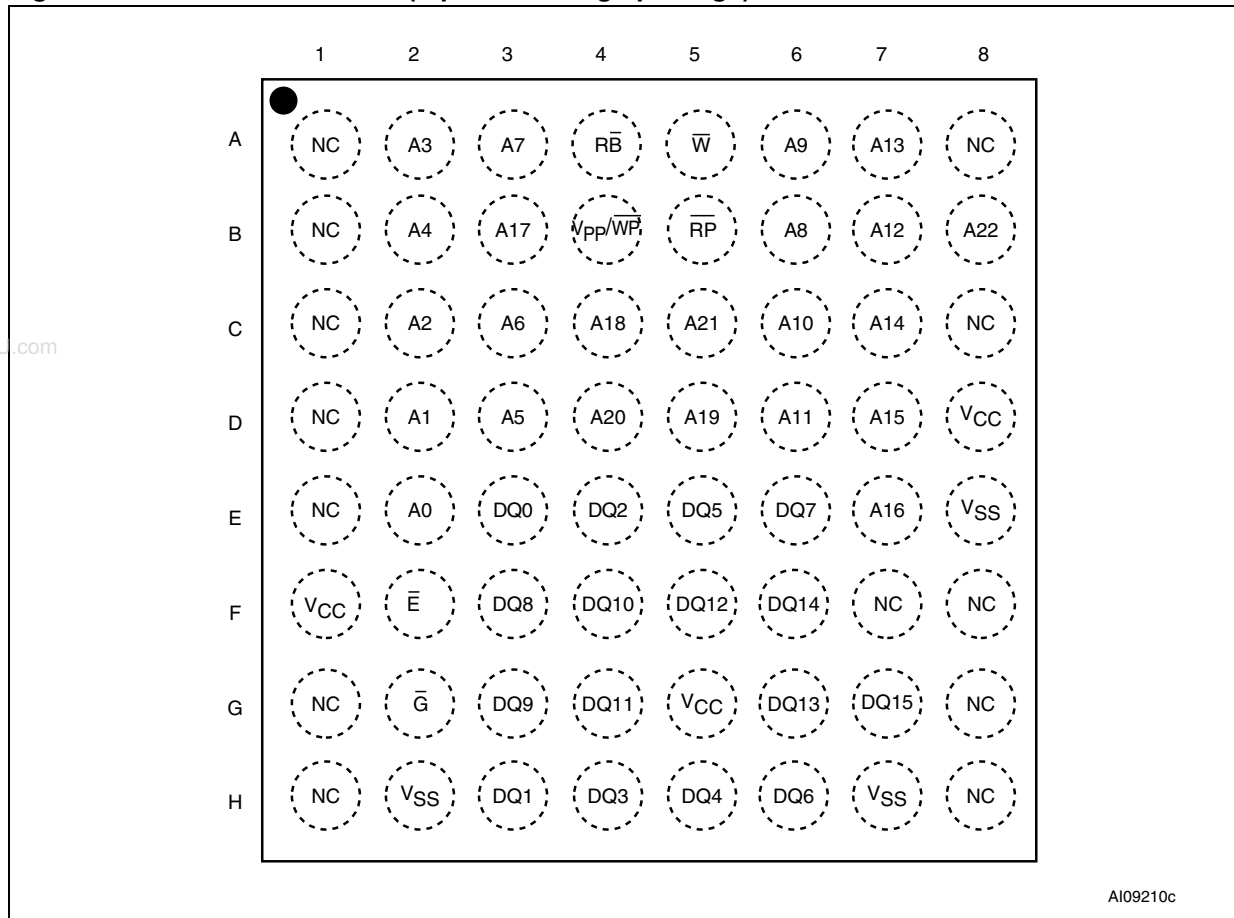 1 2 3 4 5 6 7 8
A NC A3 A7 RB̅ W̅ A9 A13 NC
B NC A4 A17 VPP/W̅P̅ R̅P̅ A8 A12 A22
C NC A2 A6 A18 A21 A10 A14 NC
D NC A1 A5 A20 A19 A11 A15 VCC
E NC A0 DQ0 DQ2 DQ5 DQ7 A16 VSS
F VCC E̅ DQ8 DQ10 DQ12 DQ14 NC NC
G NC G̅ DQ9 DQ11 VCC DQ13 DQ15 NC
H NC VSS DQ1 DQ3 DQ4 DQ6 VSS NC
AI09210c